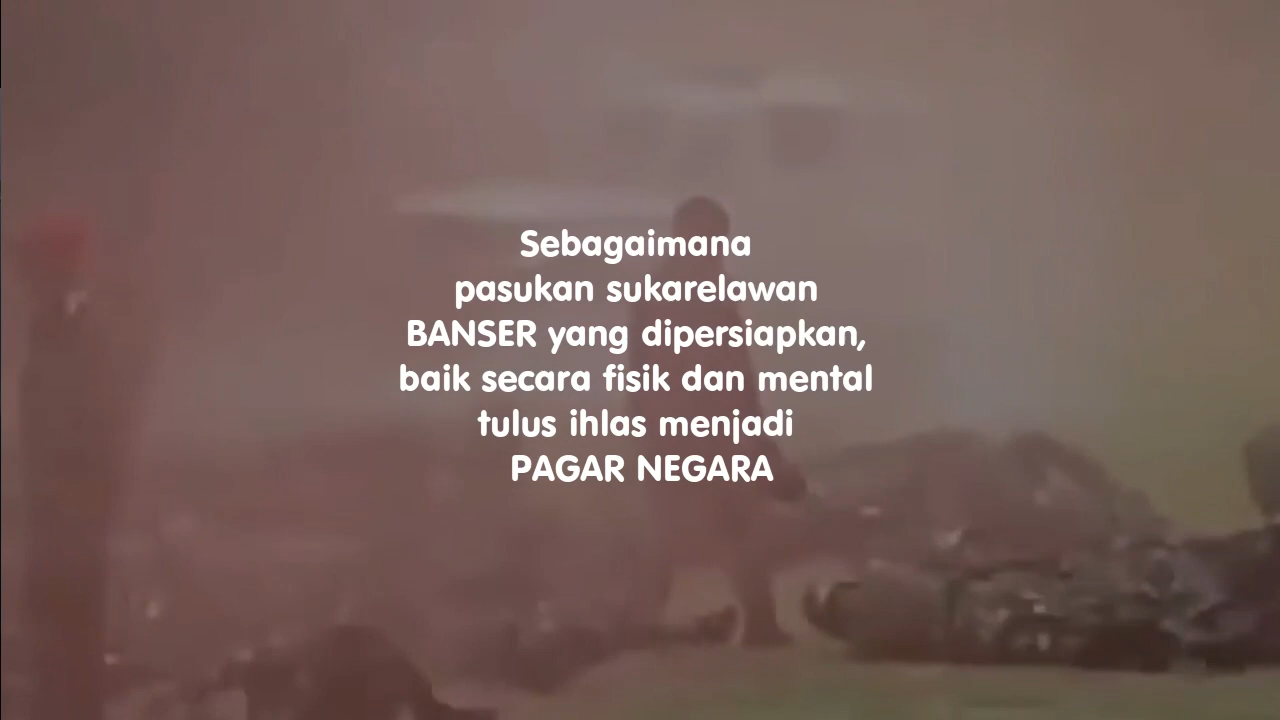 Sebagaimana
pasukan sukarelawan
BANSER yang dipersiapkan,
baik secara fisik dan mental
tulus ihlas menjadi
PAGAR NEGARA